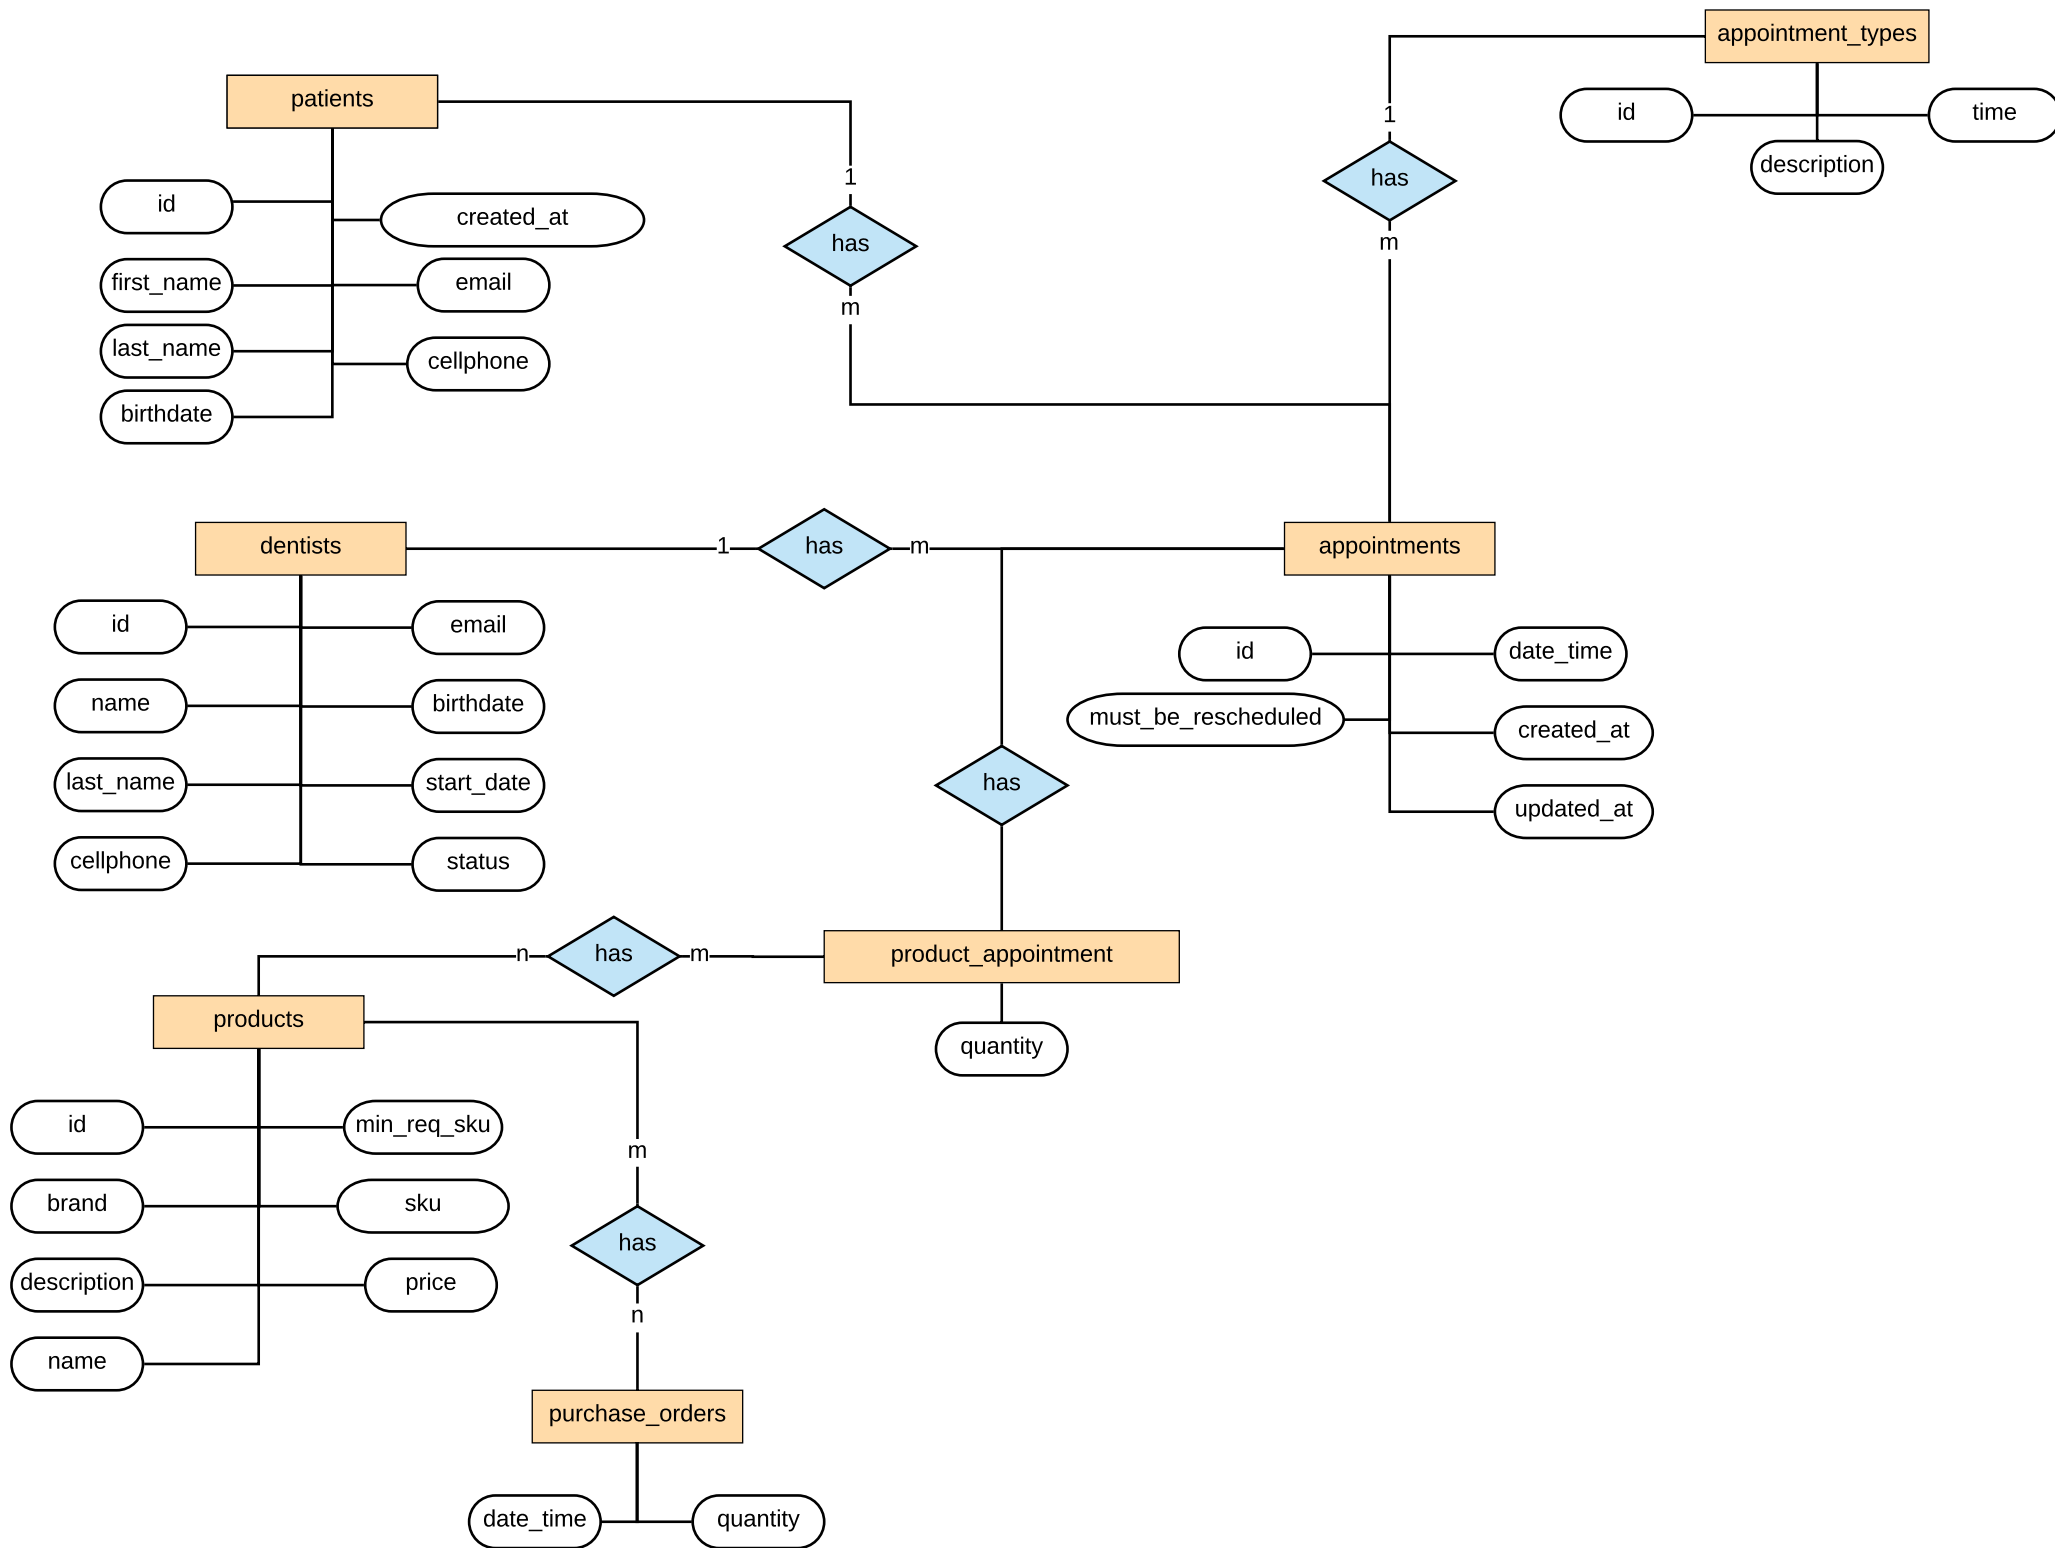 appointment_types
patients
1
id
time
description
1
has
id
created_at
has
m
first_name
email
m
last_name
cellphone
birthdate
dentists
1
has
m
appointments
id
email
id
date_time
name
birthdate
must_be_rescheduled
created_at
last_name
start_date
has
updated_at
cellphone
status
n
has
m
product_appointment
products
quantity
id
min_req_sku
m
brand
sku
has
description
price
n
name
purchase_orders
date_time
quantity